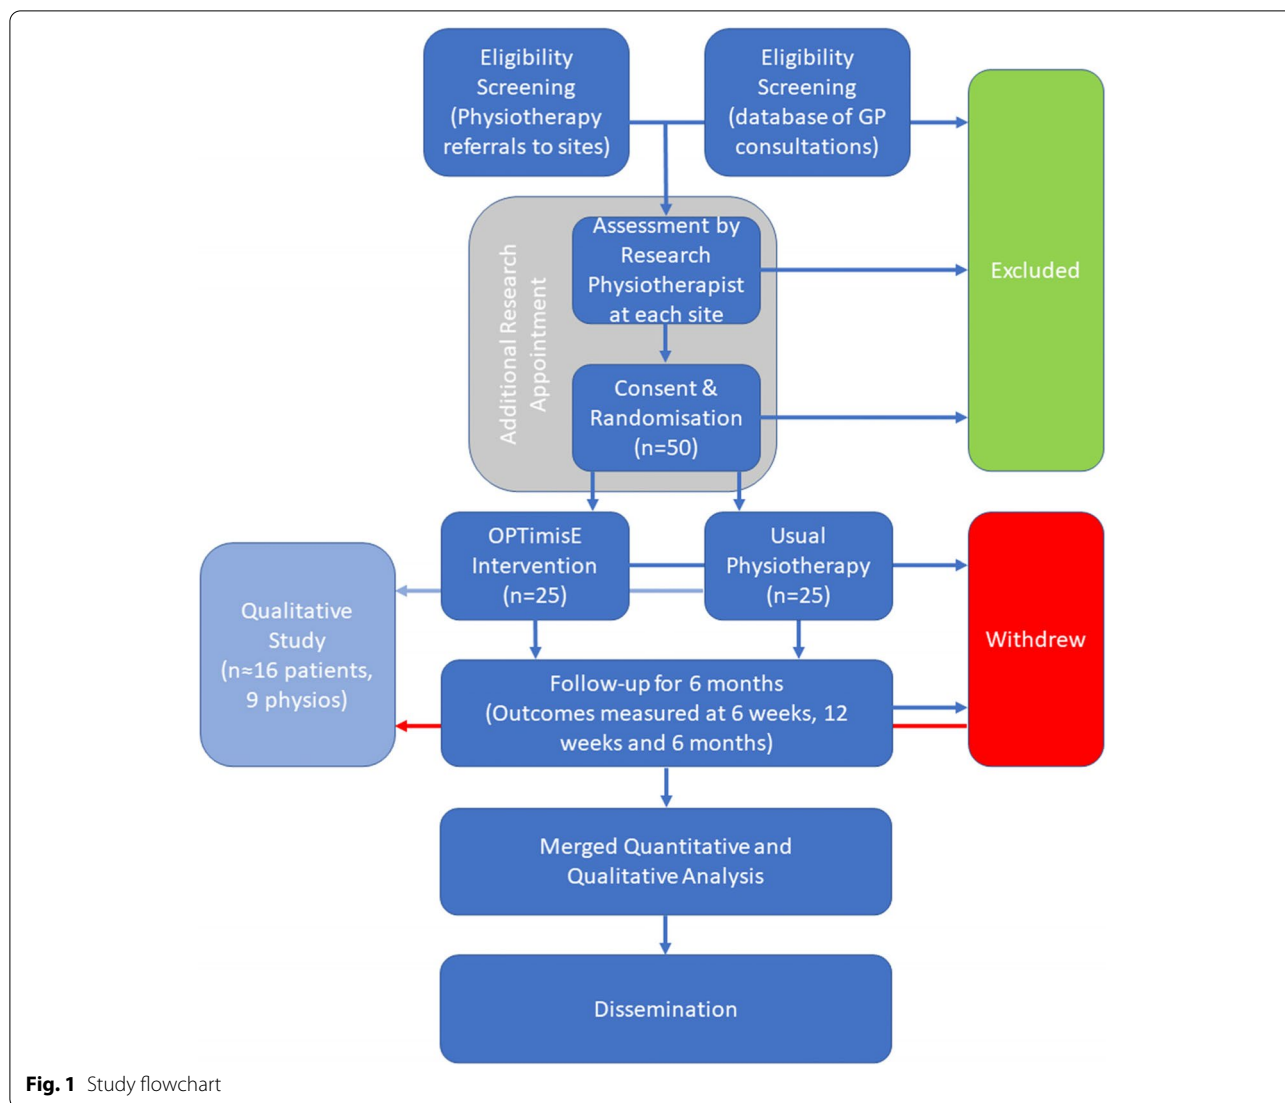 Eligibility
Screening
(Physiotherapy
referrals to sites)
Eligibility
Screening
(database of GP
consultations)
Excluded
Additional Research
Appointment
Assessment by
Research
Physiotherapist
at each site
Consent &
Randomisation
(n=50)
OPTimisE
Intervention
(n=25)
Usual
Physiotherapy
(n=25)
Qualitative
Study
(n≈16 patients,
9 physios)
Withdrew
Follow-up for 6 months
(Outcomes measured at 6 weeks, 12
weeks and 6 months)
Merged Quantitative and
Qualitative Analysis
Dissemination
Fig. 1 Study flowchart